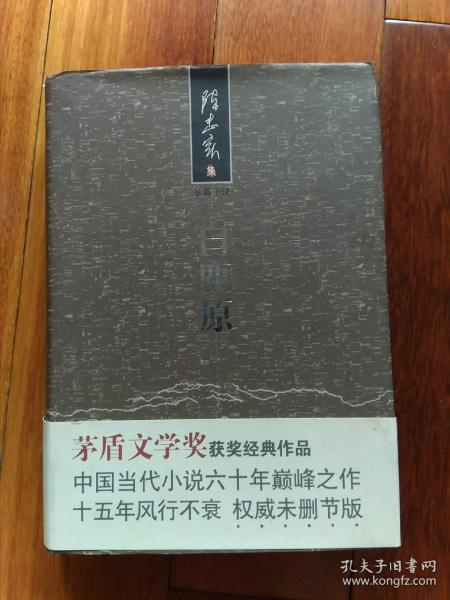 陈忠实
集
长篇小说
白鹿原
茅盾文学奖获奖经典作品
中国当代小说六十年巅峰之作
十五年风行不衰 权威未删节版
孔夫子旧书网
www.kongfz.com